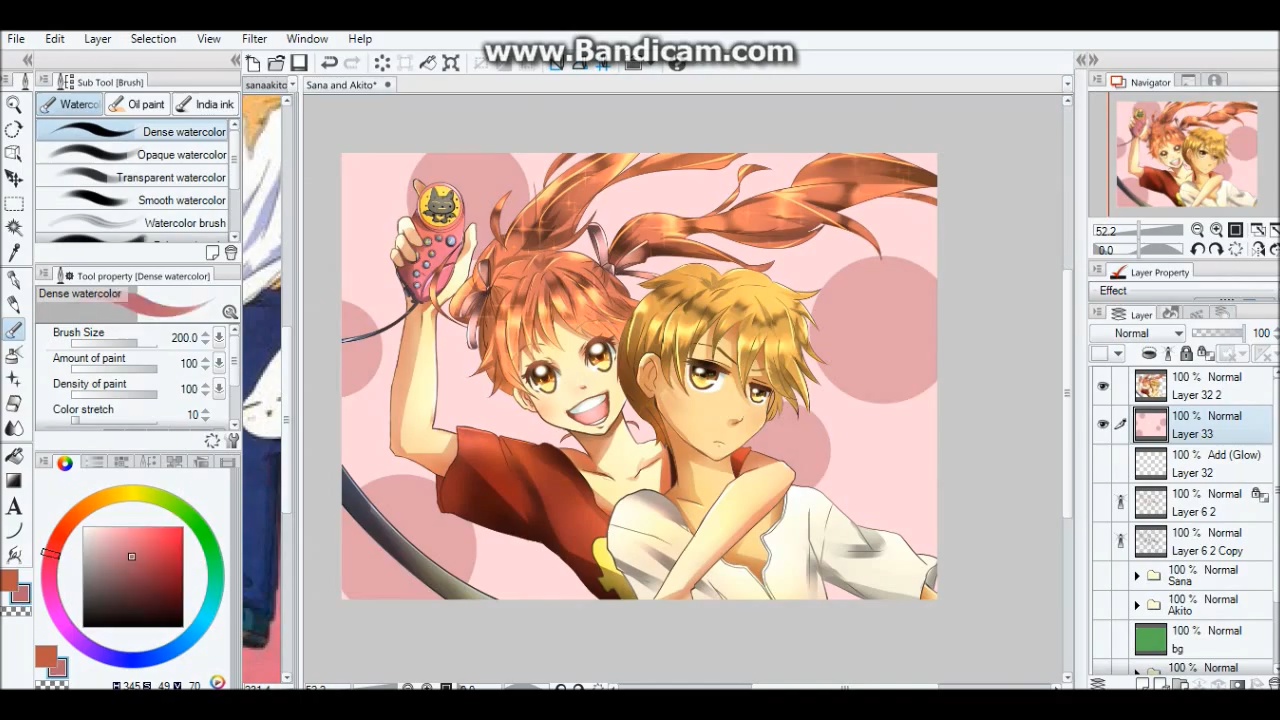 www.Bandicam.com
File Edit Layer Selection View Filter Window Help
Sub Tool [Brush]
sanaakito
Sana and Akito*
Navigator
Waterco Oil paint India ink
Dense watercolor
Opaque watercolor
Transparent watercolor
Smooth watercolor
Watercolor brush
52.2
0.0
Tool property [Dense watercolor]
Dense watercolor
Brush Size 200.0
Amount of paint 100
Density of paint 100
Color stretch 10
Layer Property
Effect
Layer
Normal 100
100 % Normal
Layer 32 2
100 % Normal
Layer 33
100 % Add (Glow)
Layer 32
100 % Normal
Layer 6 2
100 % Normal
Layer 6 2 Copy
100 % Normal
Sana
100 % Normal
Akito
100 % Normal
bg
100 % Normal
H 345 S 49 V 70